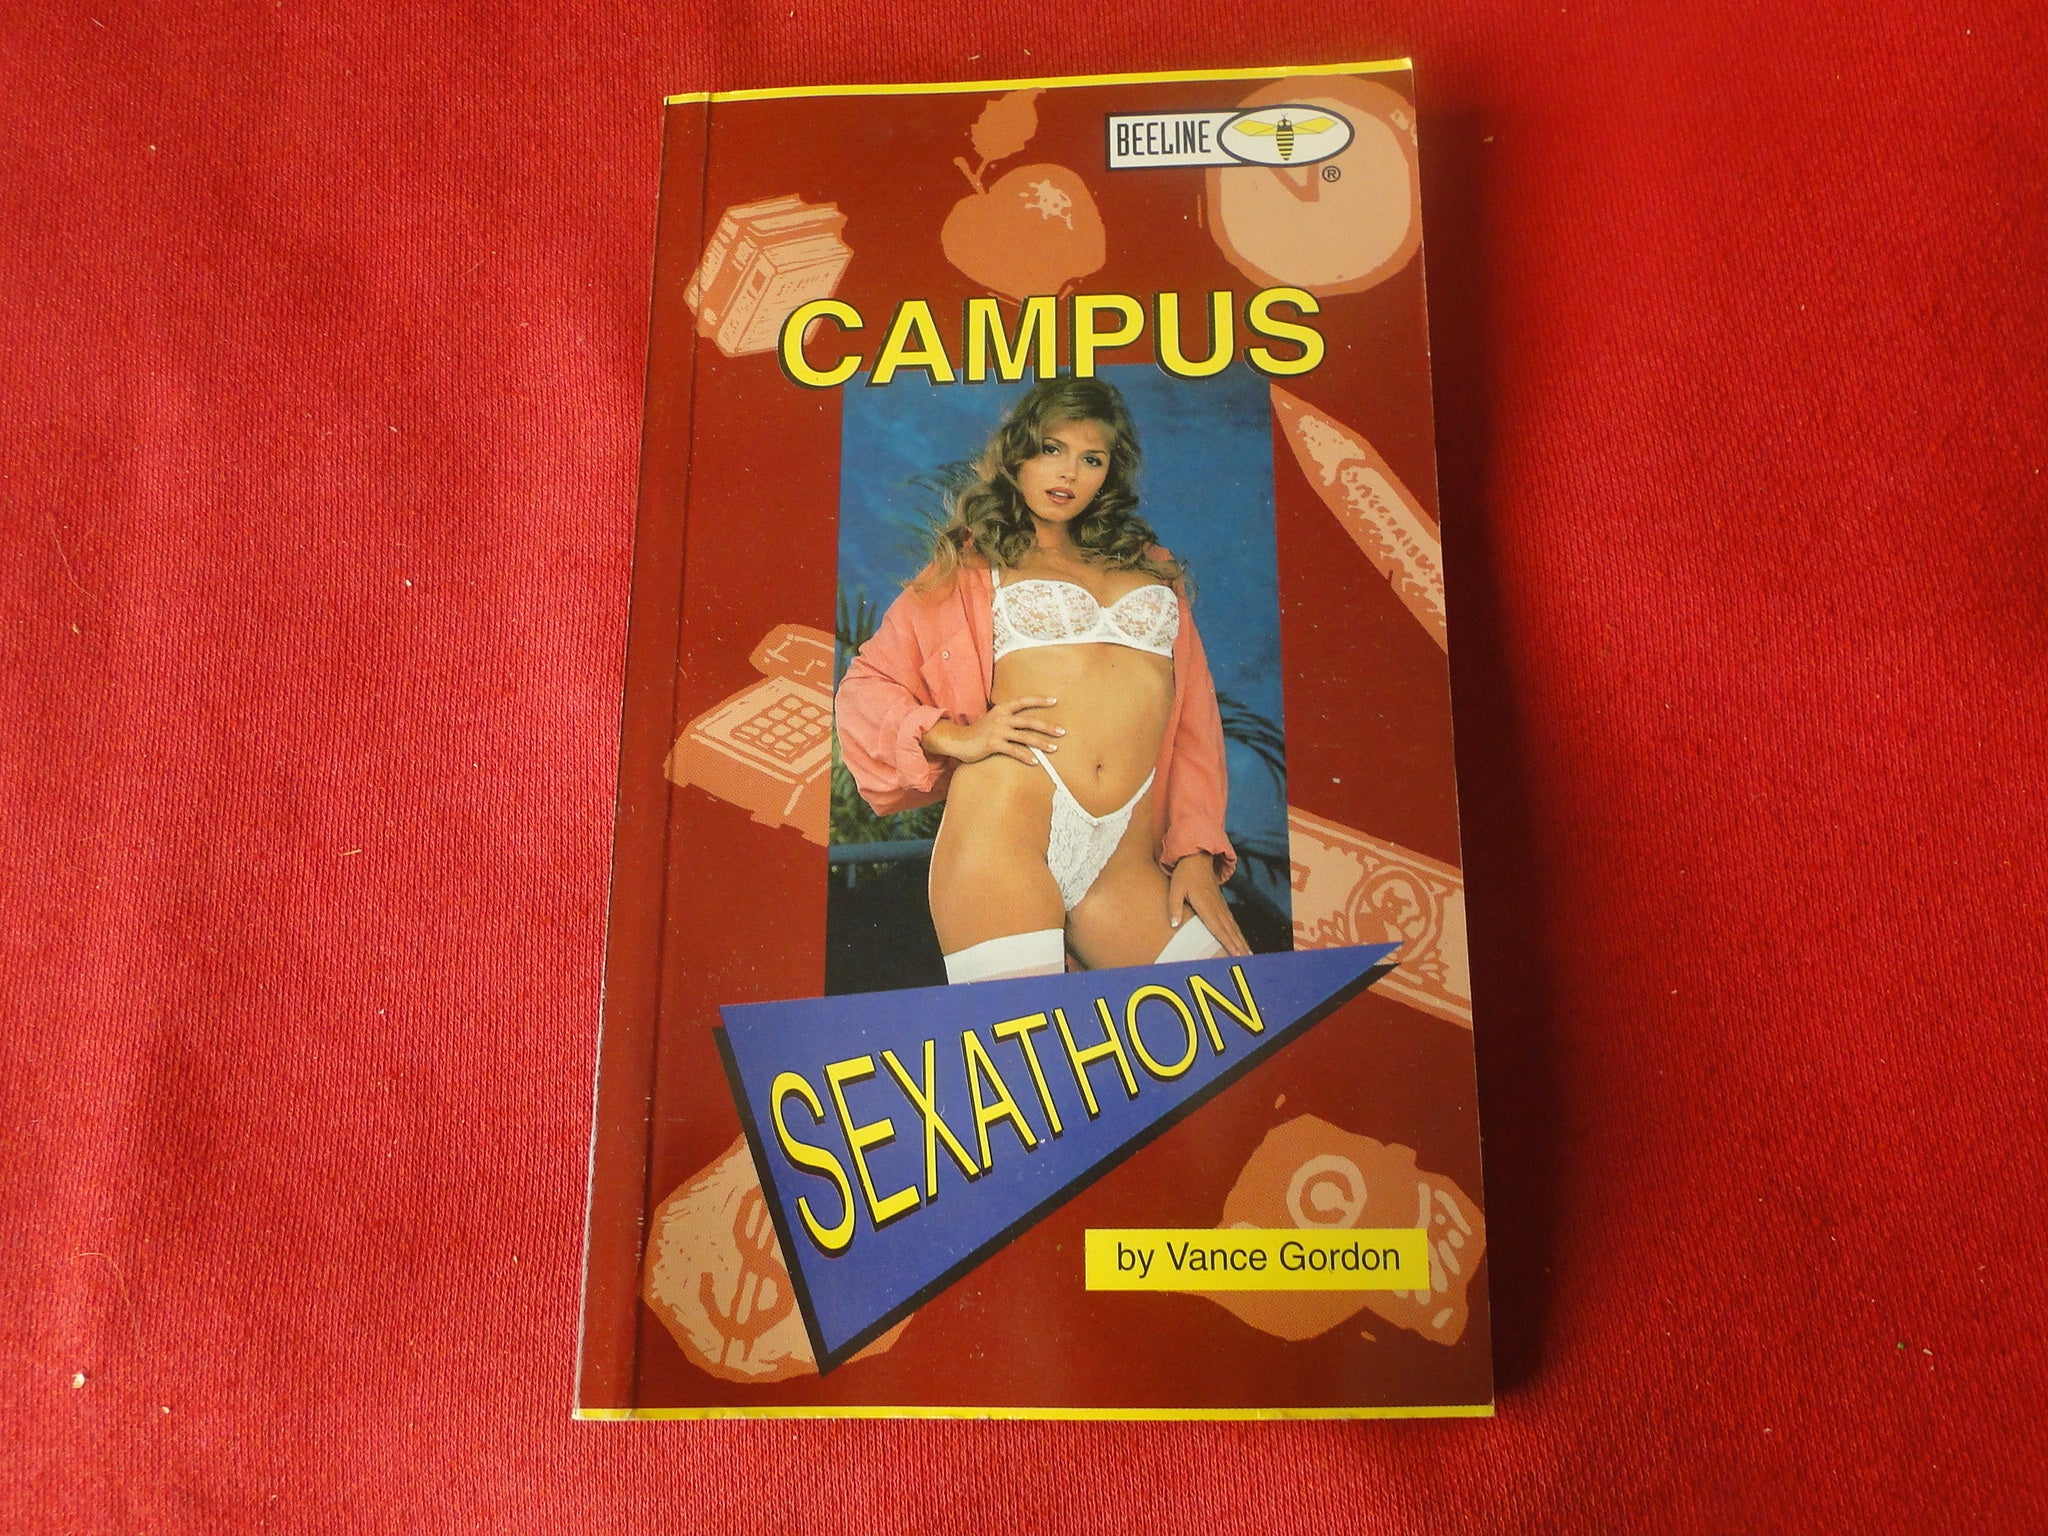 BEELINE
®
CAMPUS
SEXATHON
by Vance Gordon